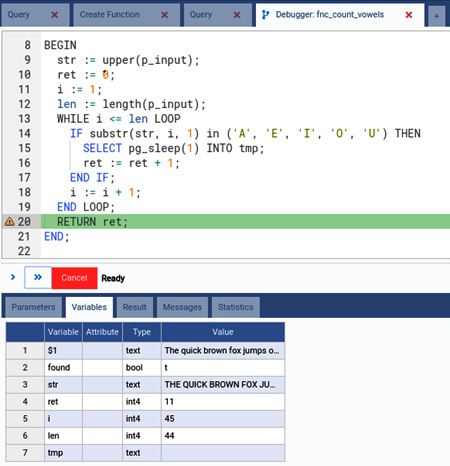 Query × Create Function × Query × Debugger: fnc_count_vowels × +
8 BEGIN
9 str := upper(p_input);
10 ret := 0;
11 i := 1;
12 len := length(p_input);
13 WHILE i <= len LOOP
14 IF substr(str, i, 1) in ('A', 'E', 'I', 'O', 'U') THEN
15 SELECT pg_sleep(1) INTO tmp;
16 ret := ret + 1;
17 END IF;
18 i := i + 1;
19 END LOOP;
20 RETURN ret;
21 END;
22
> >> Cancel Ready
Parameters Variables Result Messages Statistics
Variable Attribute Type Value
1 $1 text The quick brown fox jumps o...
2 found bool t
3 str text THE QUICK BROWN FOX JU...
4 ret int4 11
5 i int4 45
6 len int4 44
7 tmp text